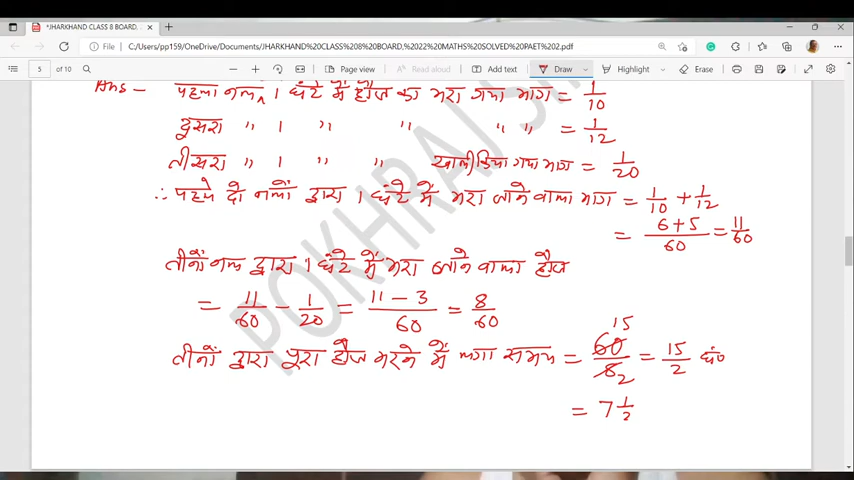 *JHARKHAND CLASS 8 BOARD,
File | C:/Users/pp159/OneDrive/Documents/JHARKHAND%20CLASS%208%20BOARD,%2022%20MATHS%20SOLVED%20PAET%202.pdf
5 of 10 Page view Read aloud Add text Draw Highlight Erase
Ans - पहला नल 1 घंटे में हौज का भरा गया भाग = 1/10
दुसरा " 1 " " " " = 1/12
तीसरा " 1 " " खाली किया गया भाग = 1/20
∴ पहले दो नलों द्वारा 1 घंटे में भरा जाने वाला भाग = 1/10 + 1/12
= 6+5/60 = 11/60
तीनों नल द्वारा 1 घंटे में भरा जाने वाला हौज
= 11/60 - 1/20 = 11-3/60 = 8/60
तीनों द्वारा पूरा हौज भरने में लगा समय = 60/8 15/2 = 15/2 घं०
= 7 1/2
POKHRAJ S